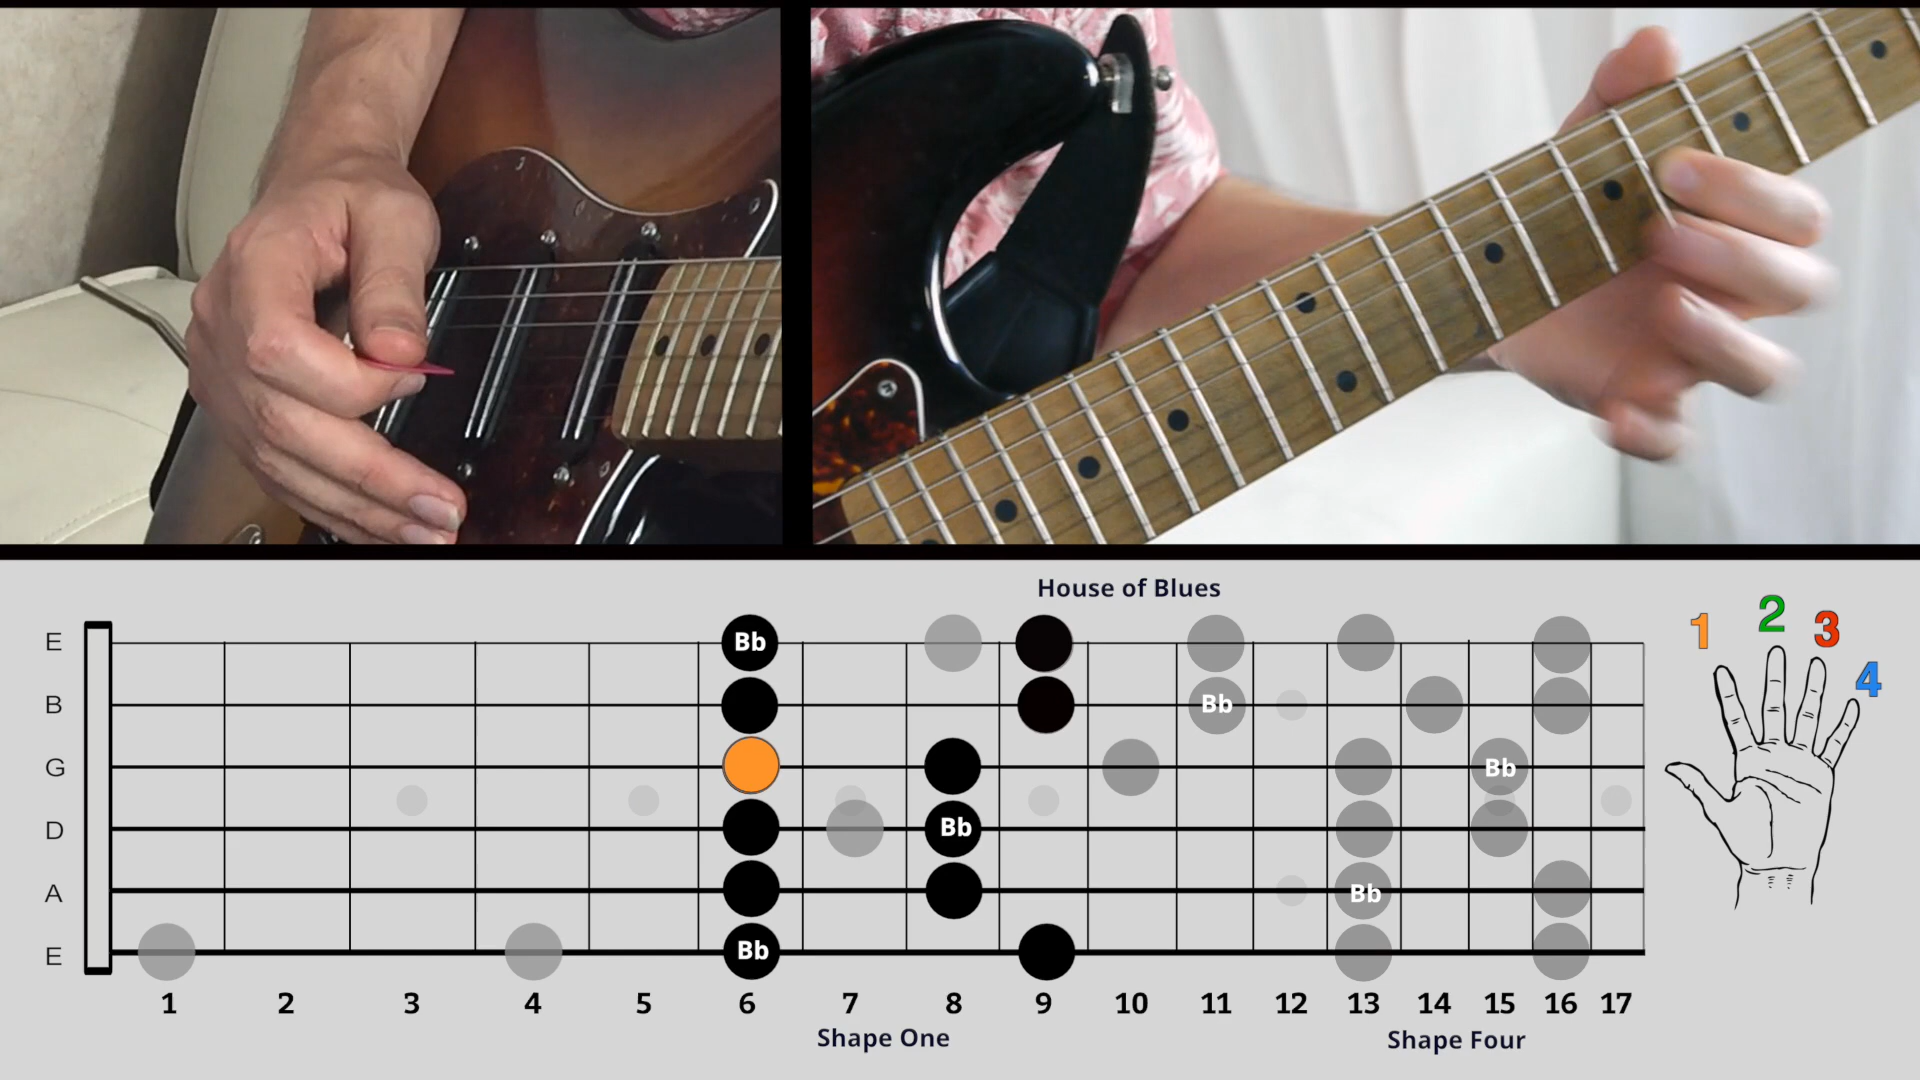 House of Blues
1 2 3 4
E Bb
B Bb
G Bb
D Bb
A Bb
E Bb
1 2 3 4 5 6 7 8 9 10 11 12 13 14 15 16 17
Shape One Shape Four